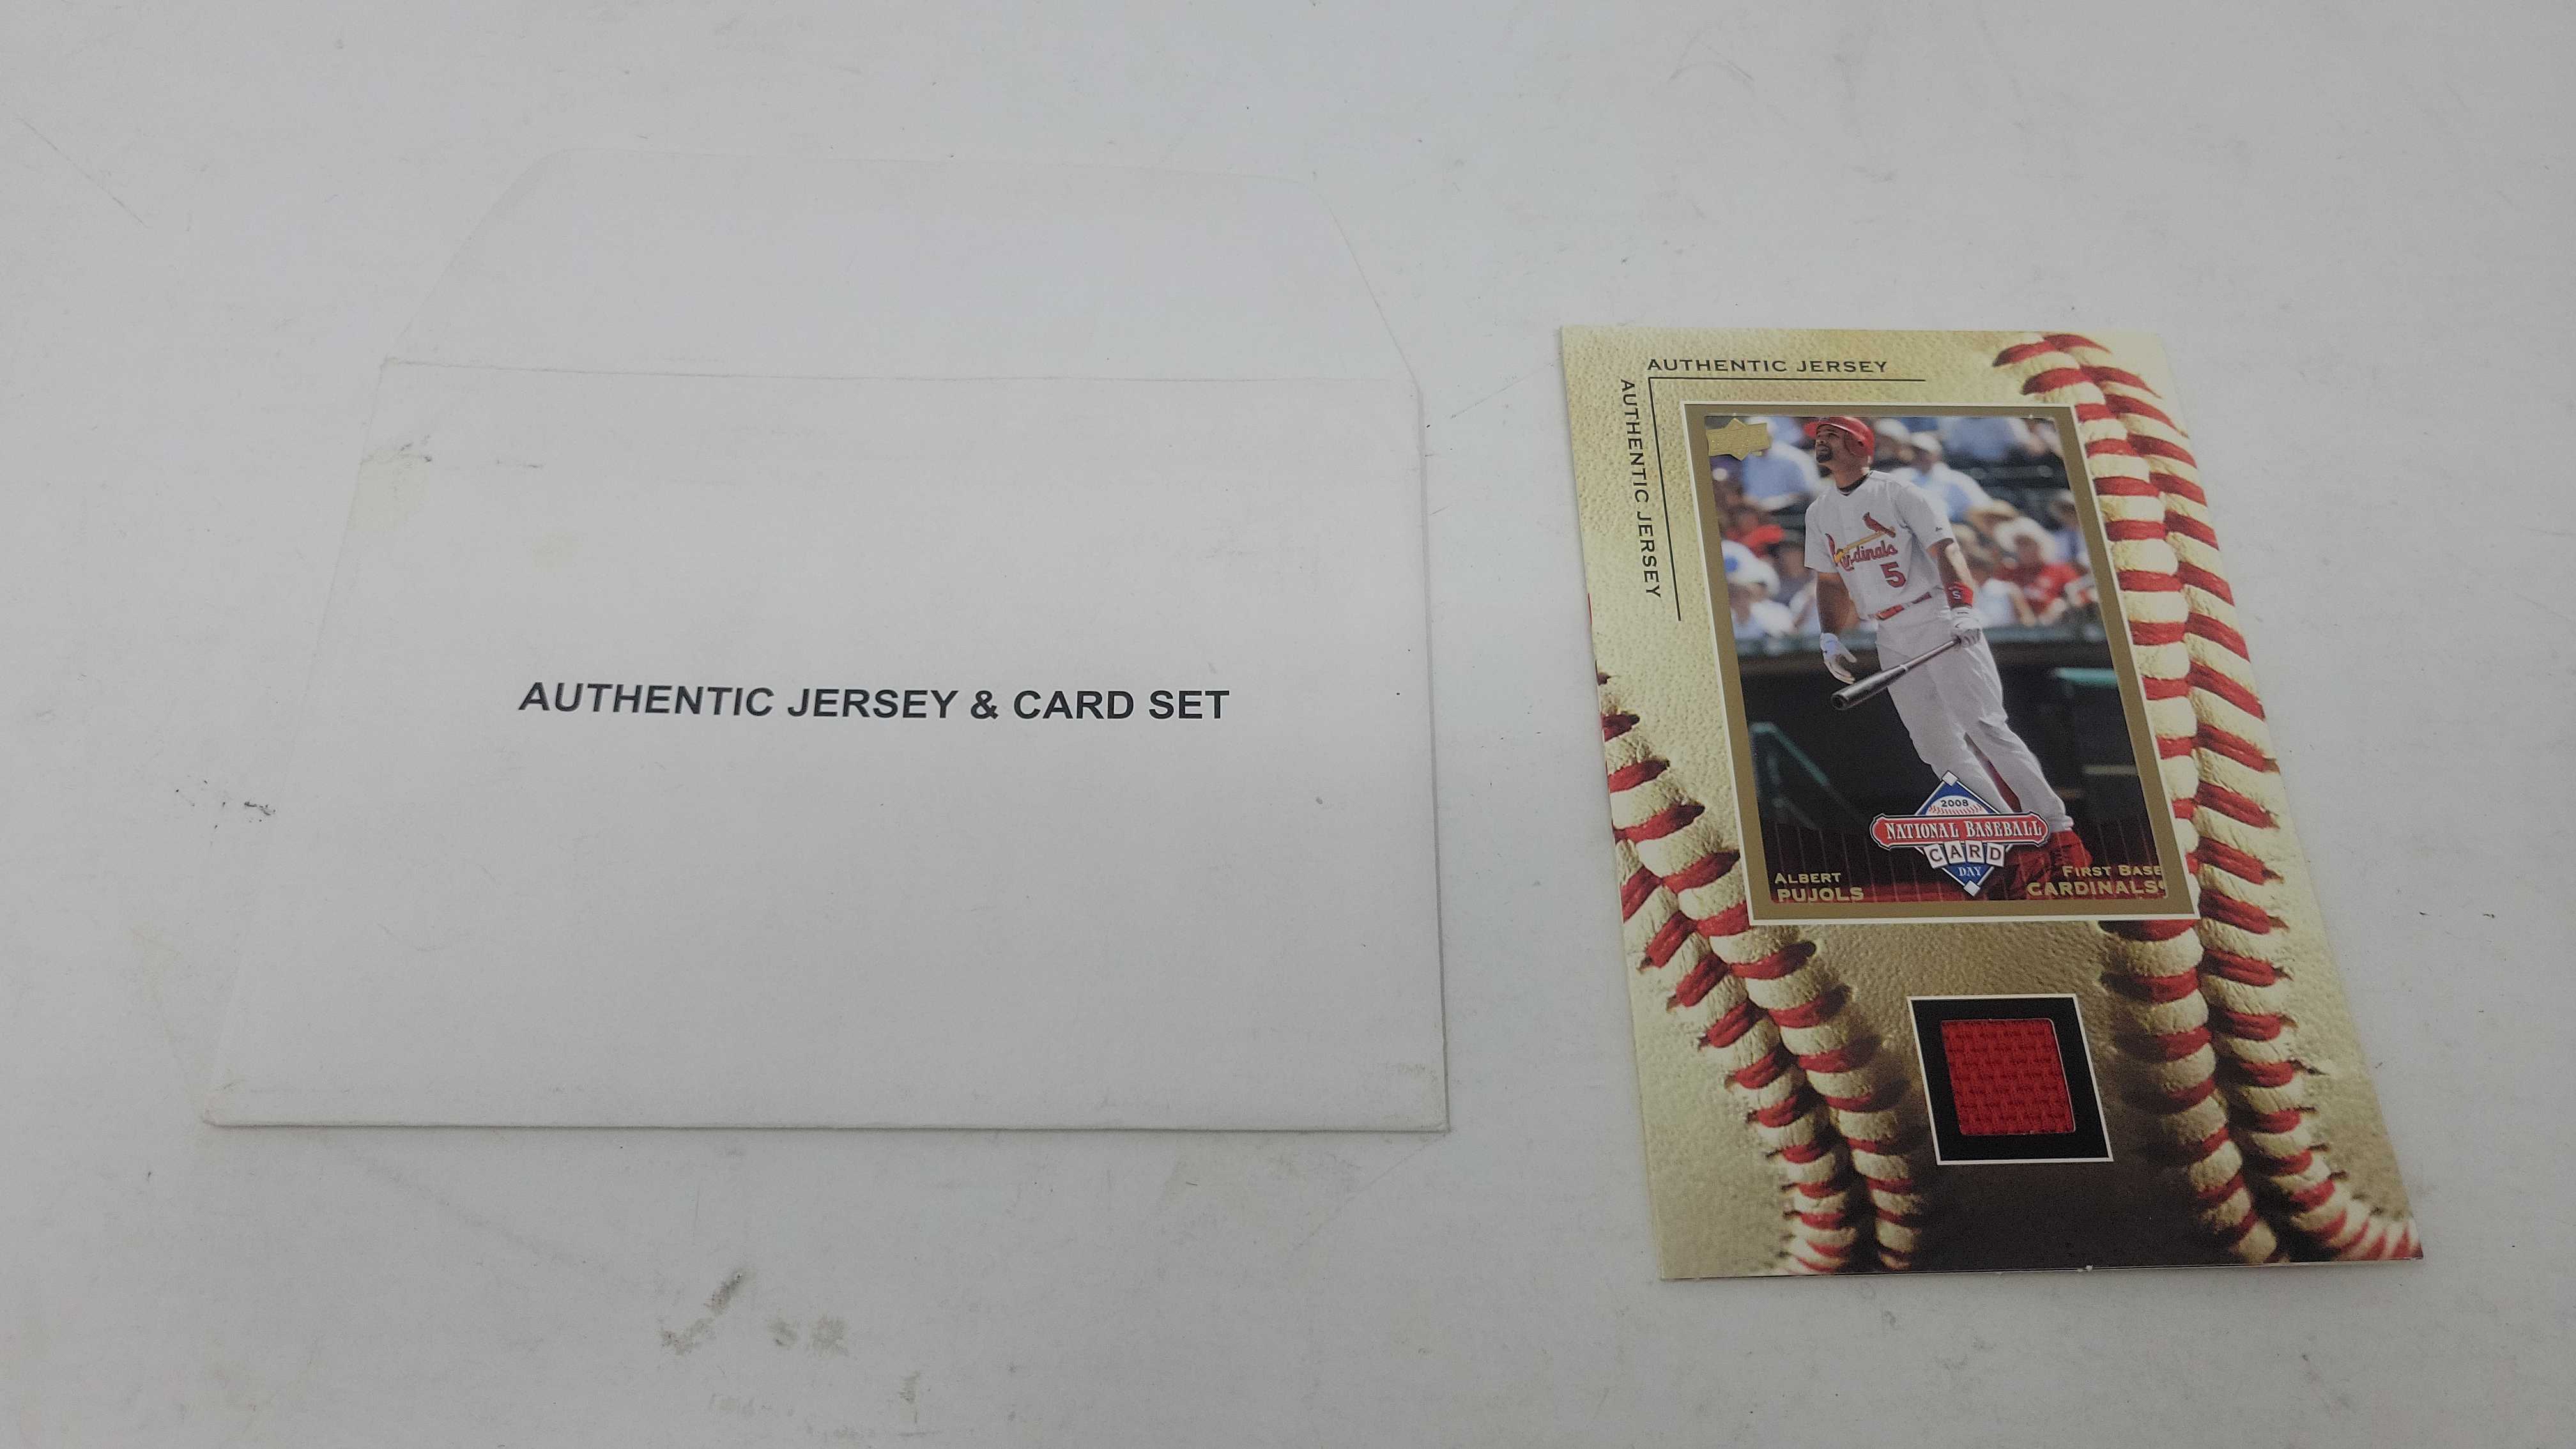 AUTHENTIC JERSEY & CARD SET
AUTHENTIC JERSEY
AUTHENTIC JERSEY
Cardinals
5
2008
NATIONAL BASEBALL
CARD
DAY
ALBERT
PUJOLS
FIRST BASE
CARDINALS